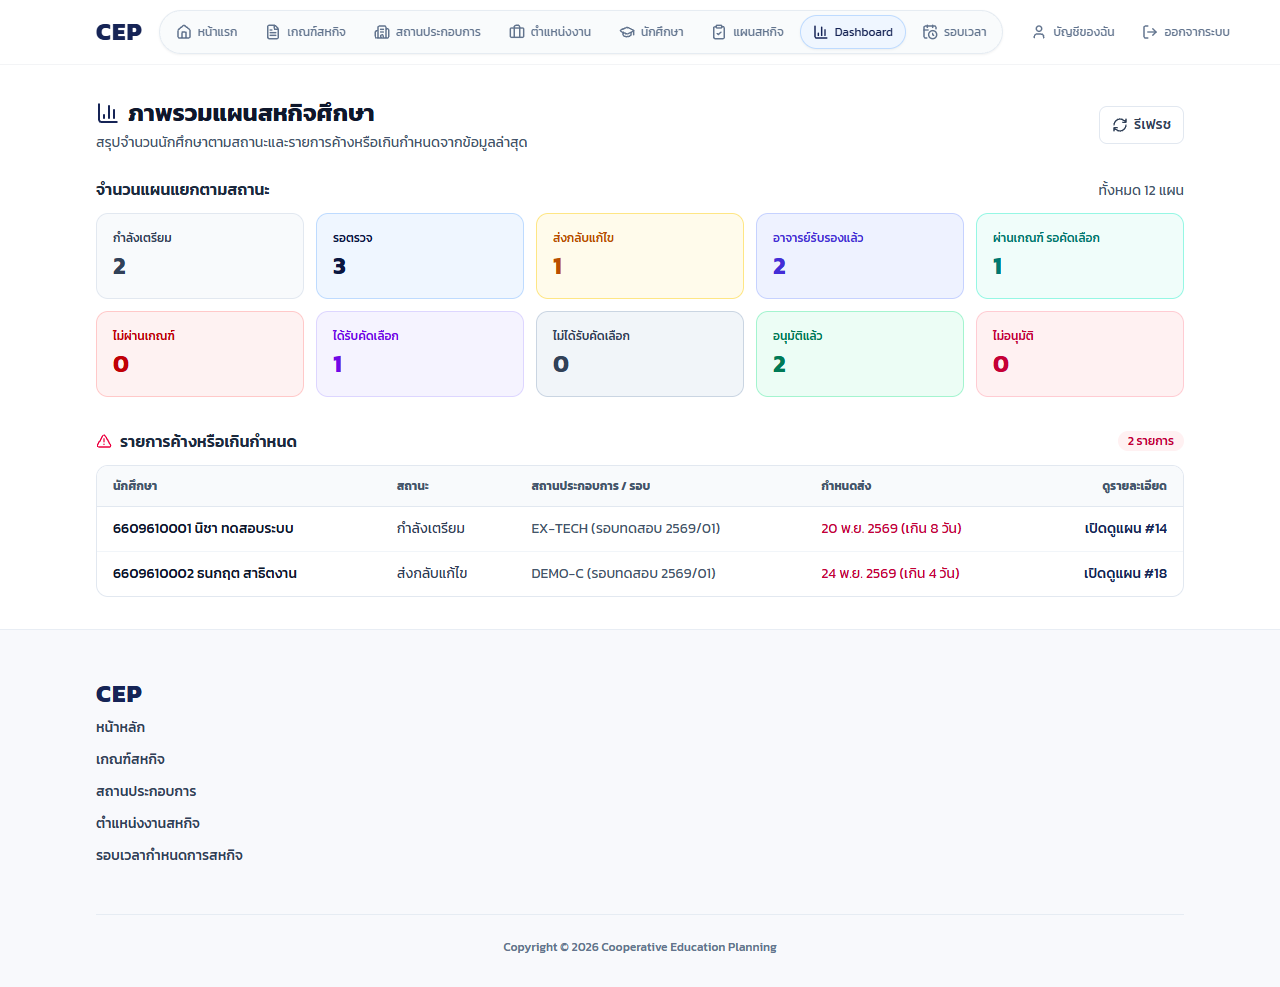 CEP
หน้าแรก
เกณฑ์สหกิจ
สถานประกอบการ
ตำแหน่งงาน
นักศึกษา
แผนสหกิจ
Dashboard
รอบเวลา
บัญชีของฉัน
ออกจากระบบ
ภาพรวมแผนสหกิจศึกษา
สรุปจำนวนนักศึกษาตามสถานะและรายการค้างหรือเกินกำหนดจากข้อมูลล่าสุด
รีเฟรช
จำนวนแผนแยกตามสถานะ
ทั้งหมด 12 แผน
กำลังเตรียม
2
รอตรวจ
3
ส่งกลับแก้ไข
1
อาจารย์รับรองแล้ว
2
ผ่านเกณฑ์ รอคัดเลือก
1
ไม่ผ่านเกณฑ์
0
ได้รับคัดเลือก
1
ไม่ได้รับคัดเลือก
0
อนุมัติแล้ว
2
ไม่อนุมัติ
0
รายการค้างหรือเกินกำหนด
2 รายการ
นักศึกษา สถานะ สถานประกอบการ / รอบ กำหนดส่ง ดูรายละเอียด
6609610001 นิชา ทดสอบระบบ กำลังเตรียม EX-TECH (รอบทดสอบ 2569/01) 20 พ.ย. 2569 (เกิน 8 วัน) เปิดดูแผน #14
6609610002 ธนกฤต สาธิตงาน ส่งกลับแก้ไข DEMO-C (รอบทดสอบ 2569/01) 24 พ.ย. 2569 (เกิน 4 วัน) เปิดดูแผน #18
CEP
หน้าหลัก
เกณฑ์สหกิจ
สถานประกอบการ
ตำแหน่งงานสหกิจ
รอบเวลากำหนดการสหกิจ
Copyright © 2026 Cooperative Education Planning